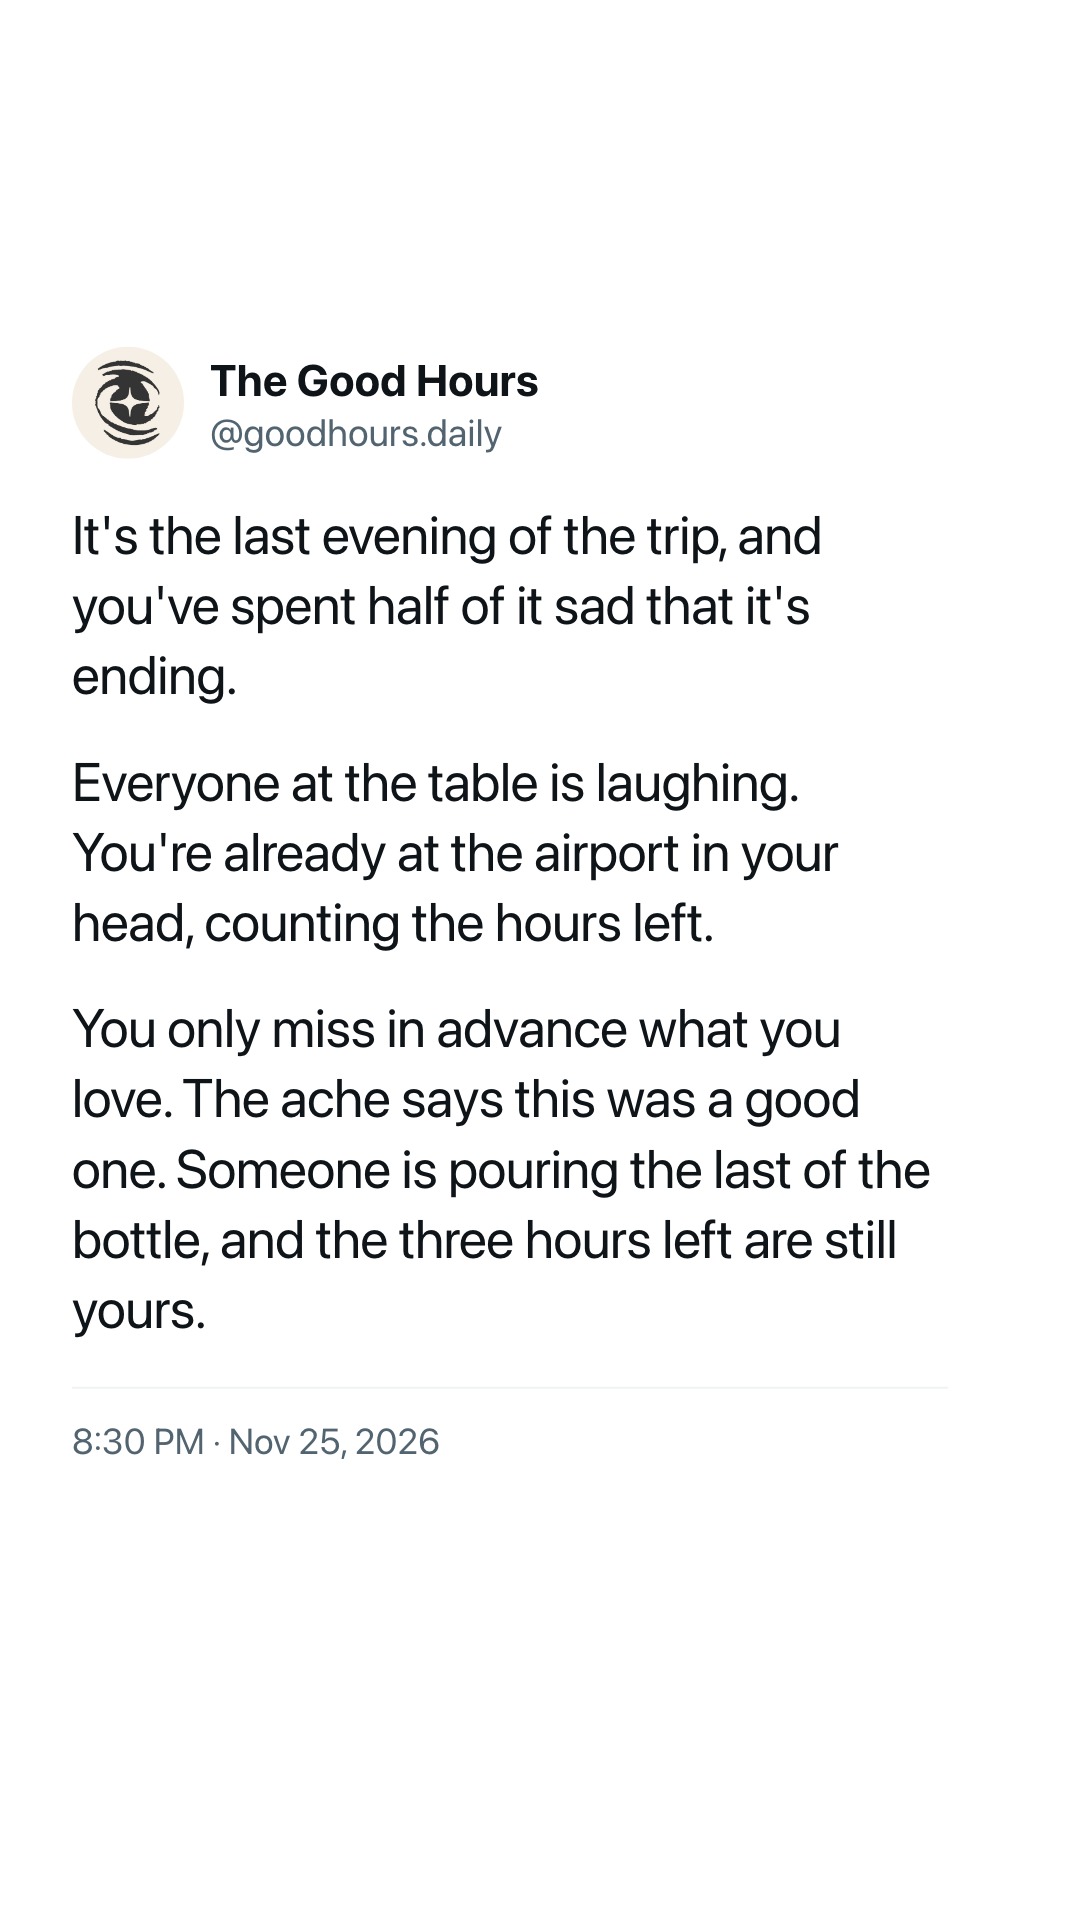 The Good Hours
@goodhours.daily
It's the last evening of the trip, and
you've spent half of it sad that it's
ending.
Everyone at the table is laughing.
You're already at the airport in your
head, counting the hours left.
You only miss in advance what you
love. The ache says this was a good
one. Someone is pouring the last of the
bottle, and the three hours left are still
yours.
8:30 PM · Nov 25, 2026